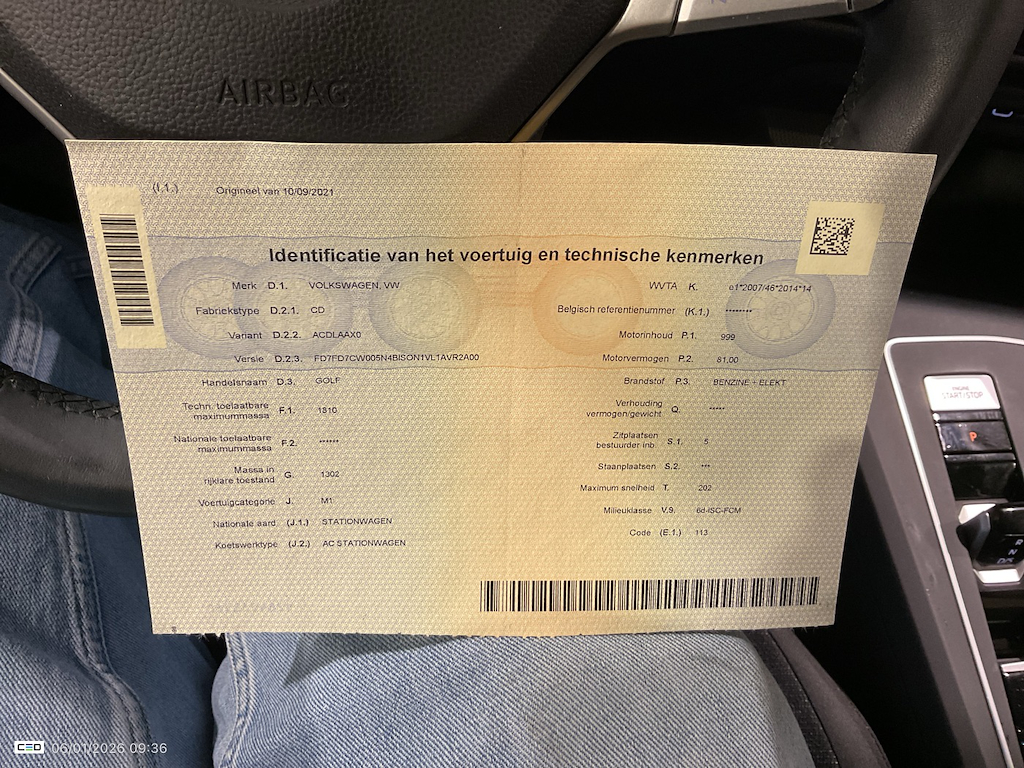 AIRBAG
(I.1.) Origineel van 10/09/2021
Identificatie van het voertuig en technische kenmerken
Merk D.1. VOLKSWAGEN, VW
Fabriekstype D.2.1. CD
Variant D.2.2. ACDLAAX0
Versie D.2.3. FD7FD7CW005N4BISON1VL1AVR2A00
Handelsnaam D.3. GOLF
Techn. toelaatbare
maximummassa F.1. 1810
Nationale toelaatbare
maximummassa F.2. ******
Massa in
rijklare toestand G. 1302
Voertuigcategorie J. M1
Nationale aard (J.1.) STATIONWAGEN
Koetswerktype (J.2.) AC STATIONWAGEN
WVTA K. e1*2007/46*2014*14
Belgisch referentienummer (K.1.) ********
Motorinhoud P.1. 999
Motorvermogen P.2. 81,00
Brandstof P.3. BENZINE + ELEKT
Verhouding
vermogen/gewicht Q. *****
Zitplaatsen
bestuurder inb. S.1. 5
Staanplaatsen S.2. ***
Maximum snelheid T. 202
Milieuklasse V.9. 6d-ISC-FCM
Code (E.1.) 113
ENGINE
START/STOP
P
R
N
D/S
CED 06/01/2026 09:36